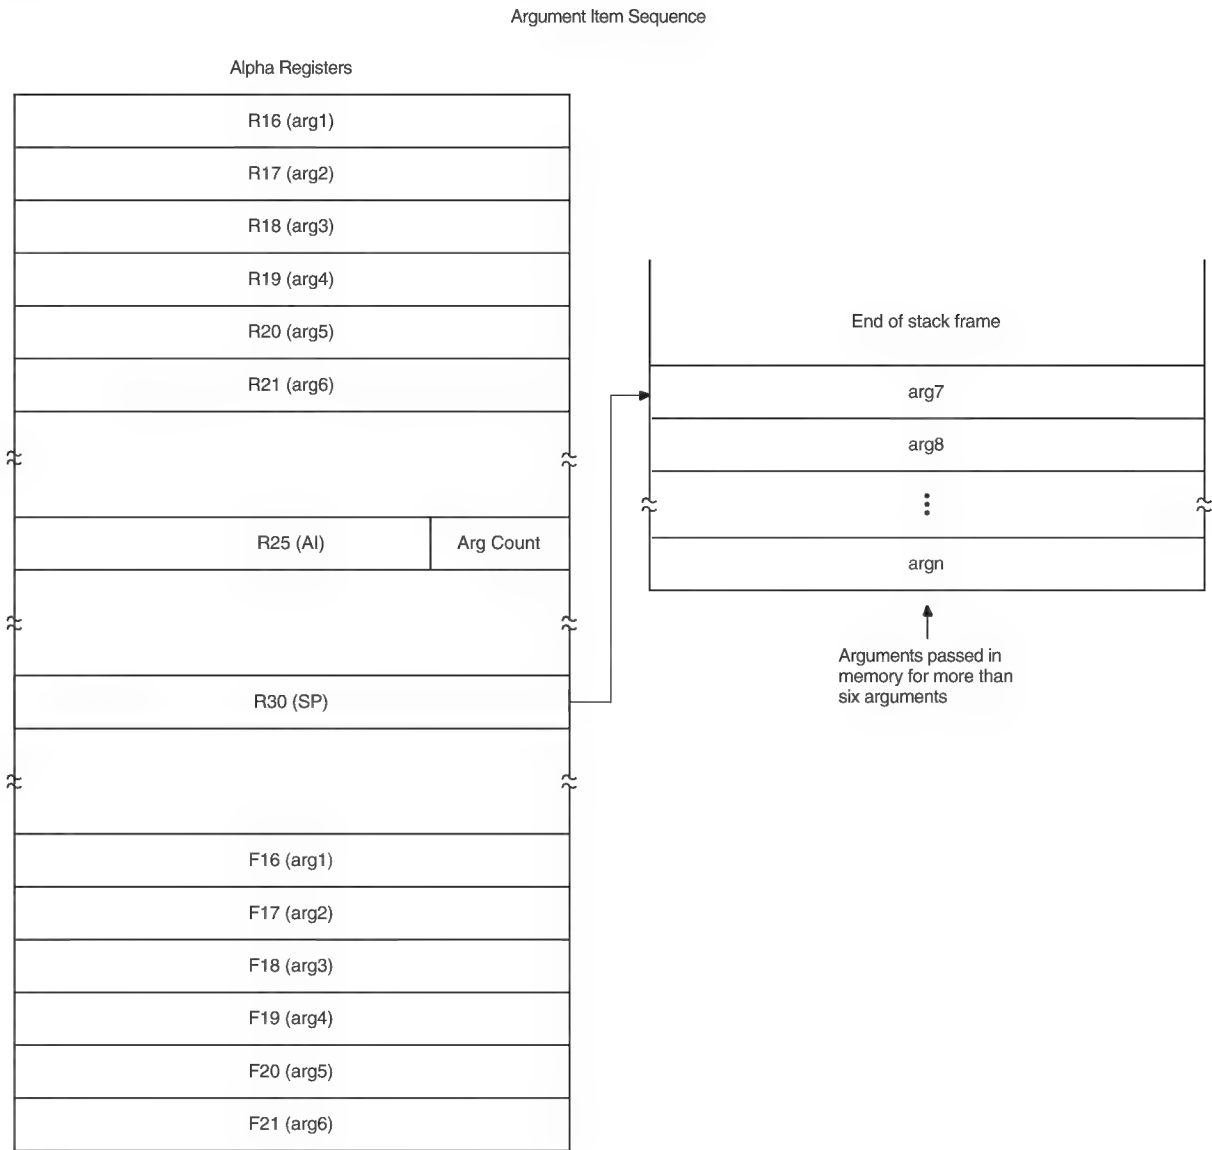 Argument Item Sequence
Alpha Registers
R16 (arg1)
R17 (arg2)
R18 (arg3)
R19 (arg4)
R20 (arg5)
R21 (arg6)
R25 (AI)
Arg Count
R30 (SP)
F16 (arg1)
F17 (arg2)
F18 (arg3)
F19 (arg4)
F20 (arg5)
F21 (arg6)
End of stack frame
arg7
arg8
argn
Arguments passed in
memory for more than
six arguments